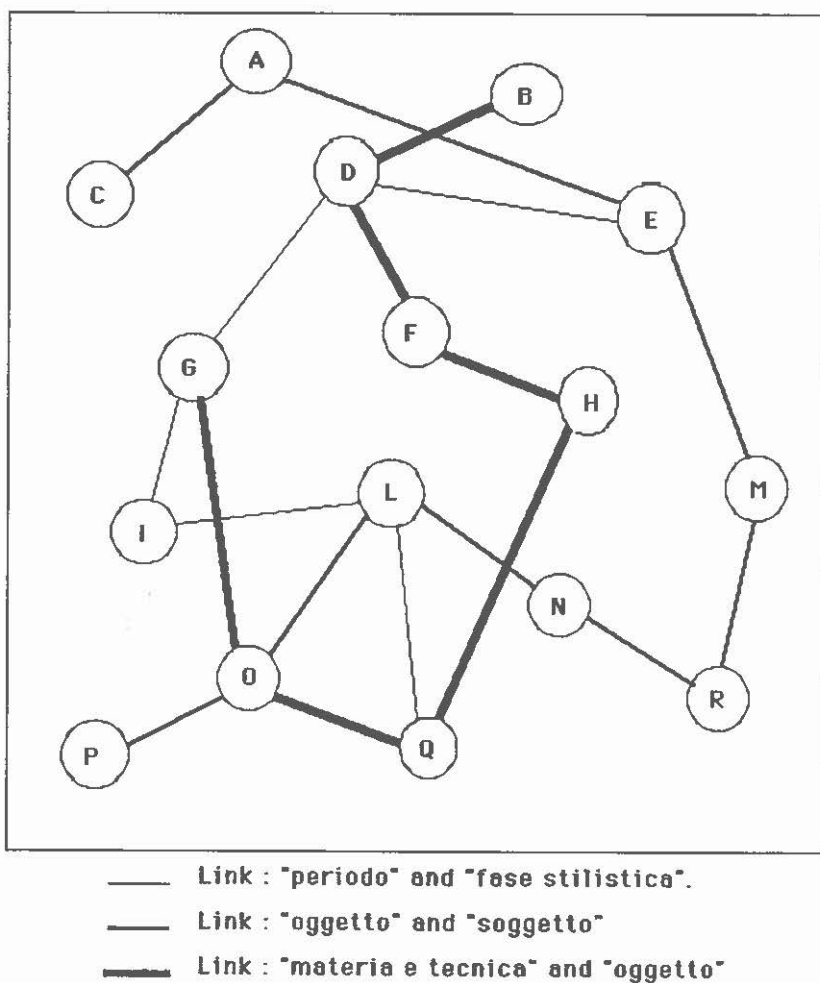 A
B
C
D
E
F
G
H
I
L
M
N
O
P
Q
R
Link : "periodo" and "fase stilistica".
Link : "oggetto" and "soggetto"
Link : "materia e tecnica" and "oggetto"